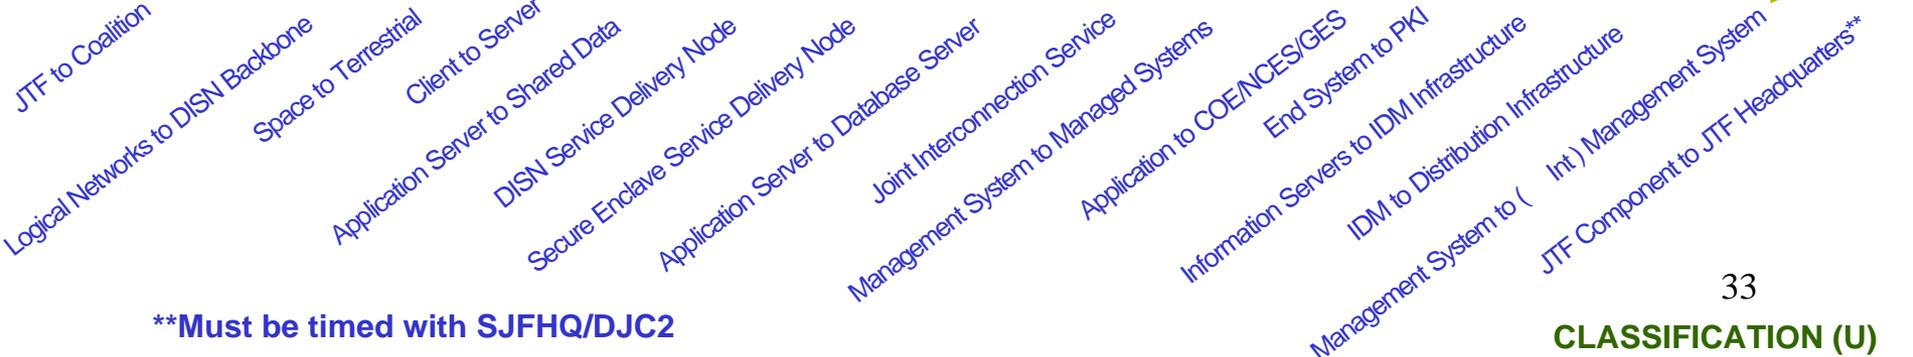 JTF to Coalition
Logical Networks to DISN Backbone
Space to Terrestrial
Client to Server
Application Server to Shared Data
DISN Service Delivery Node
Secure Enclave Service Delivery Node
Application Server to Database Server
Joint Interconnection Service
Management System to Managed Systems
Application to COE/NCES/GES
End System to PKI
Information Servers to IDM Infrastructure
IDM to Distribution Infrastructure
Management System to (    Int ) Management System
JTF Component to JTF Headquarters**
33
**Must be timed with SJFHQ/DJC2
CLASSIFICATION (U)